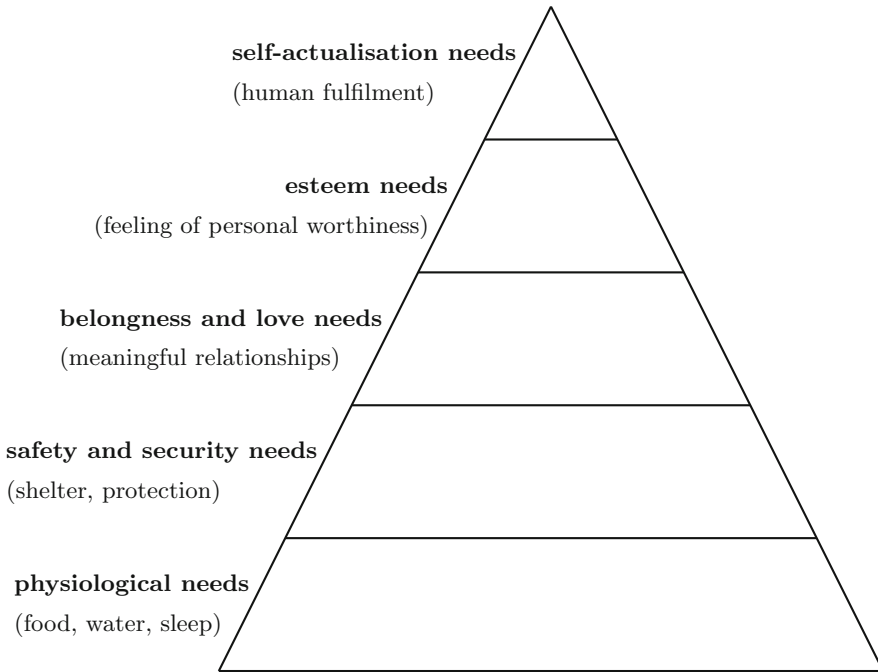 self-actualisation needs
(human fulfilment)
esteem needs
(feeling of personal worthiness)
belongness and love needs
(meaningful relationships)
safety and security needs
(shelter, protection)
physiological needs
(food, water, sleep)